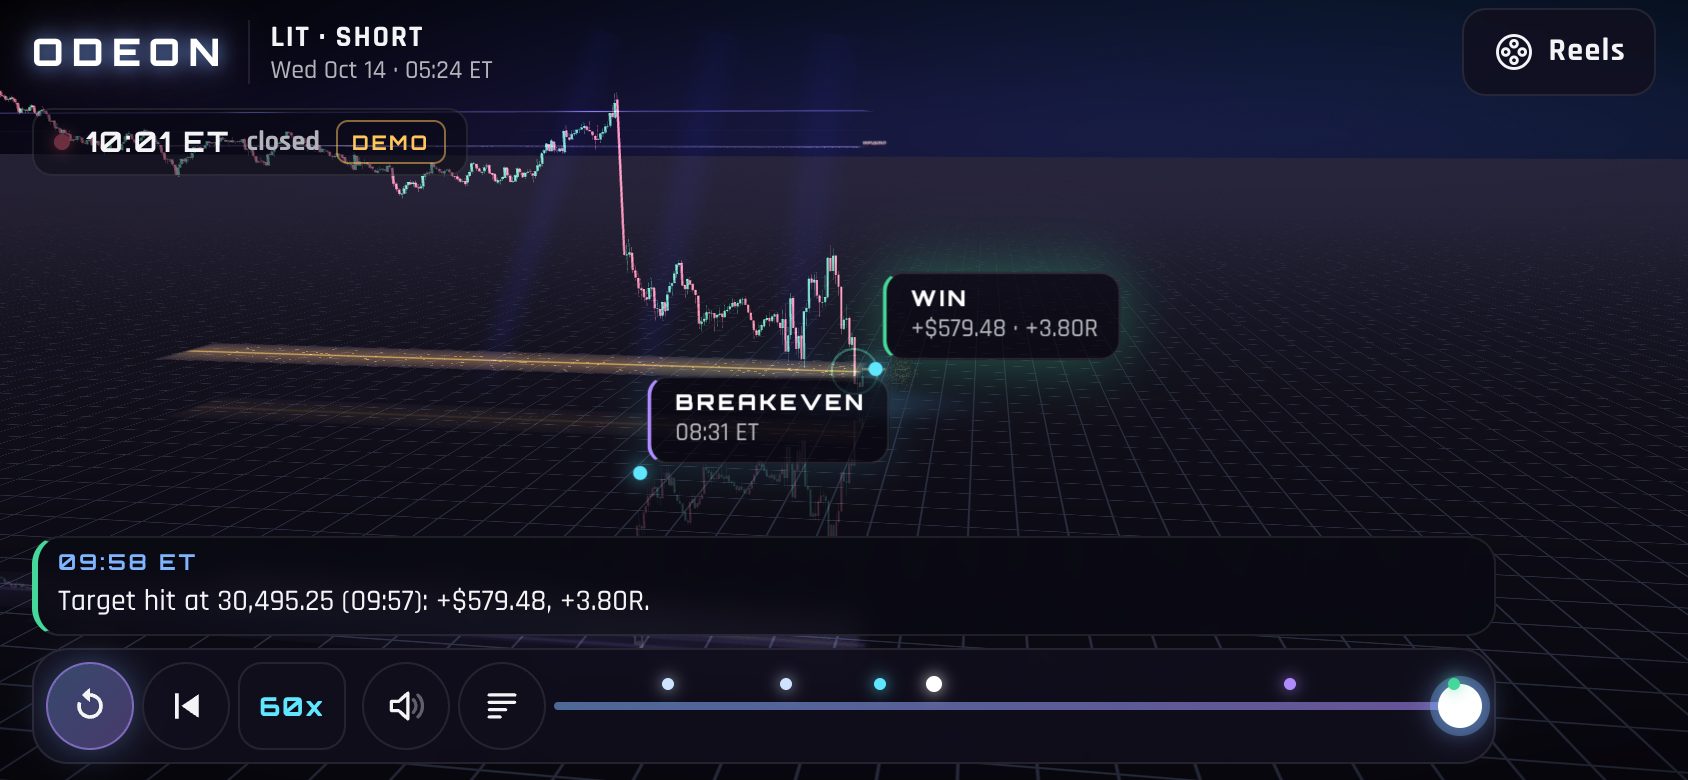 ODEON
LIT · SHORT
Wed Oct 14 · 05:24 ET
Reels
10:01 ET closed DEMO
WIN
+$579.48 · +3.80R
BREAKEVEN
08:31 ET
09:58 ET
Target hit at 30,495.25 (09:57): +$579.48, +3.80R.
60x